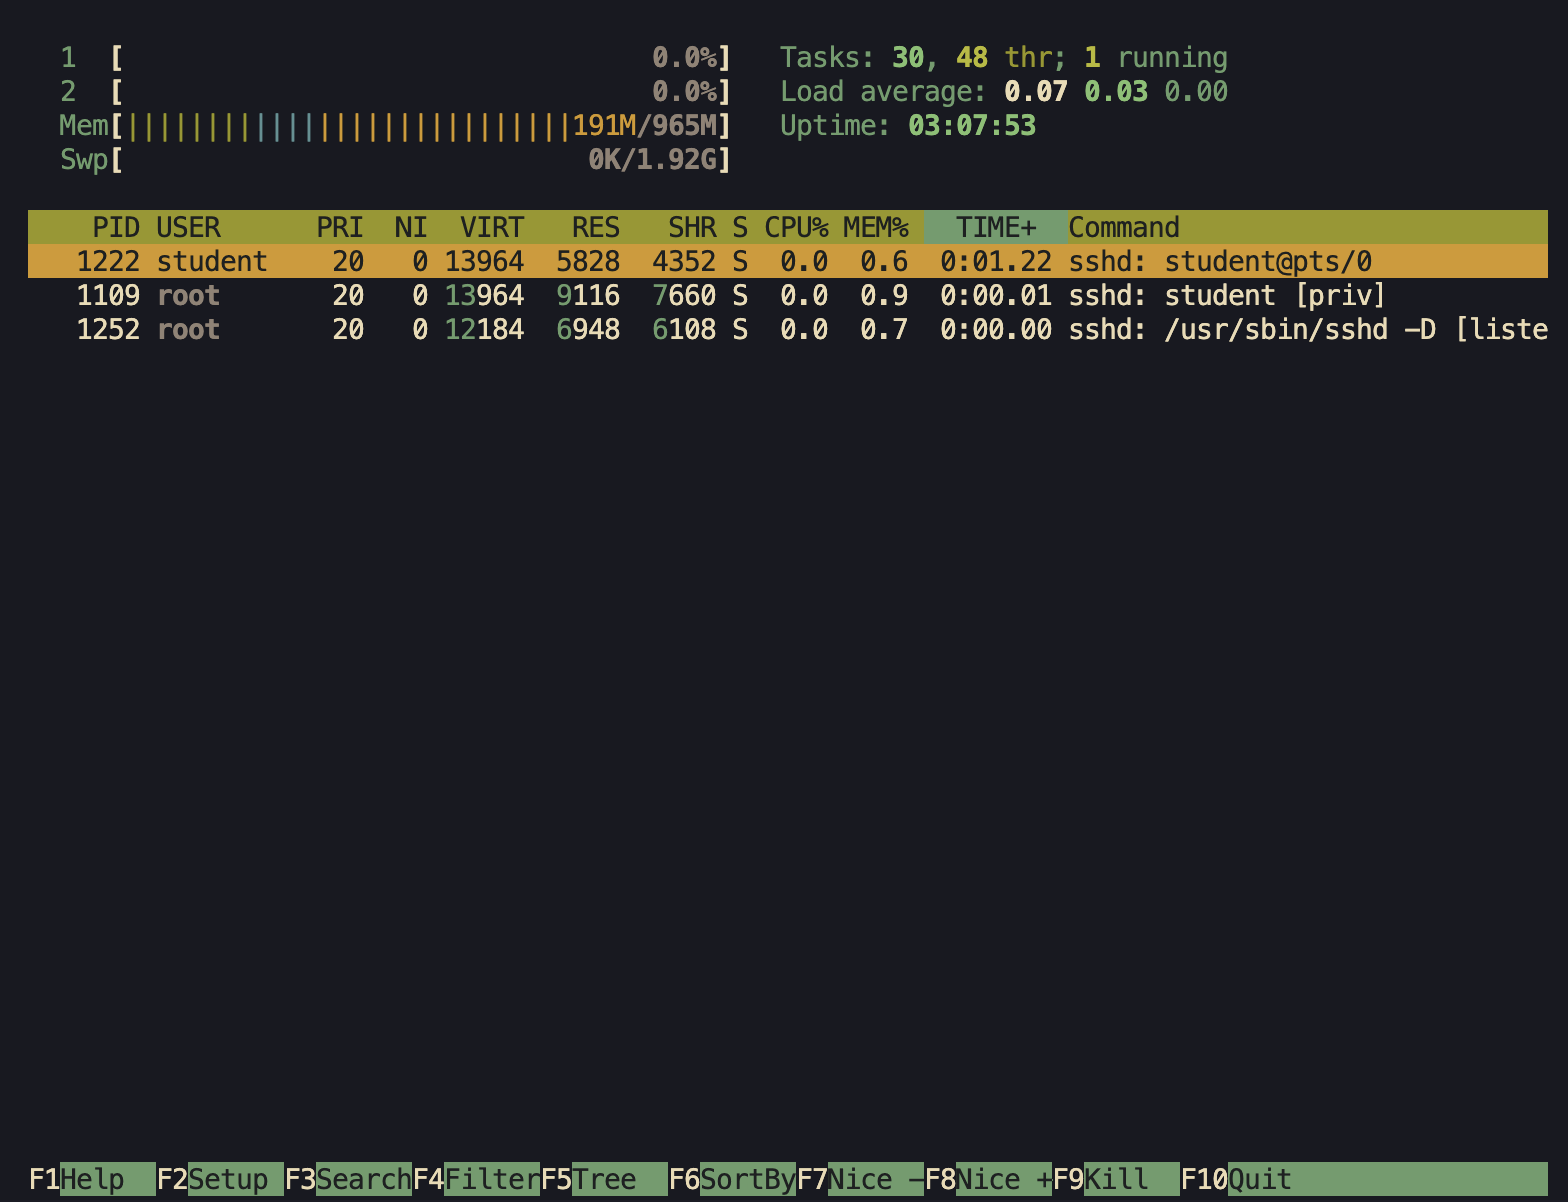 1 [ 0.0%] Tasks: 30, 48 thr; 1 running
2 [ 0.0%] Load average: 0.07 0.03 0.00
Mem[||||||||||||||||||||||||||||191M/965M] Uptime: 03:07:53
Swp[ 0K/1.92G]
PID USER PRI NI VIRT RES SHR S CPU% MEM% TIME+ Command
1222 student 20 0 13964 5828 4352 S 0.0 0.6 0:01.22 sshd: student@pts/0
1109 root 20 0 13964 9116 7660 S 0.0 0.9 0:00.01 sshd: student [priv]
1252 root 20 0 12184 6948 6108 S 0.0 0.7 0:00.00 sshd: /usr/sbin/sshd -D [liste
F1Help F2Setup F3Search F4Filter F5Tree F6SortBy F7Nice - F8Nice + F9Kill F10Quit